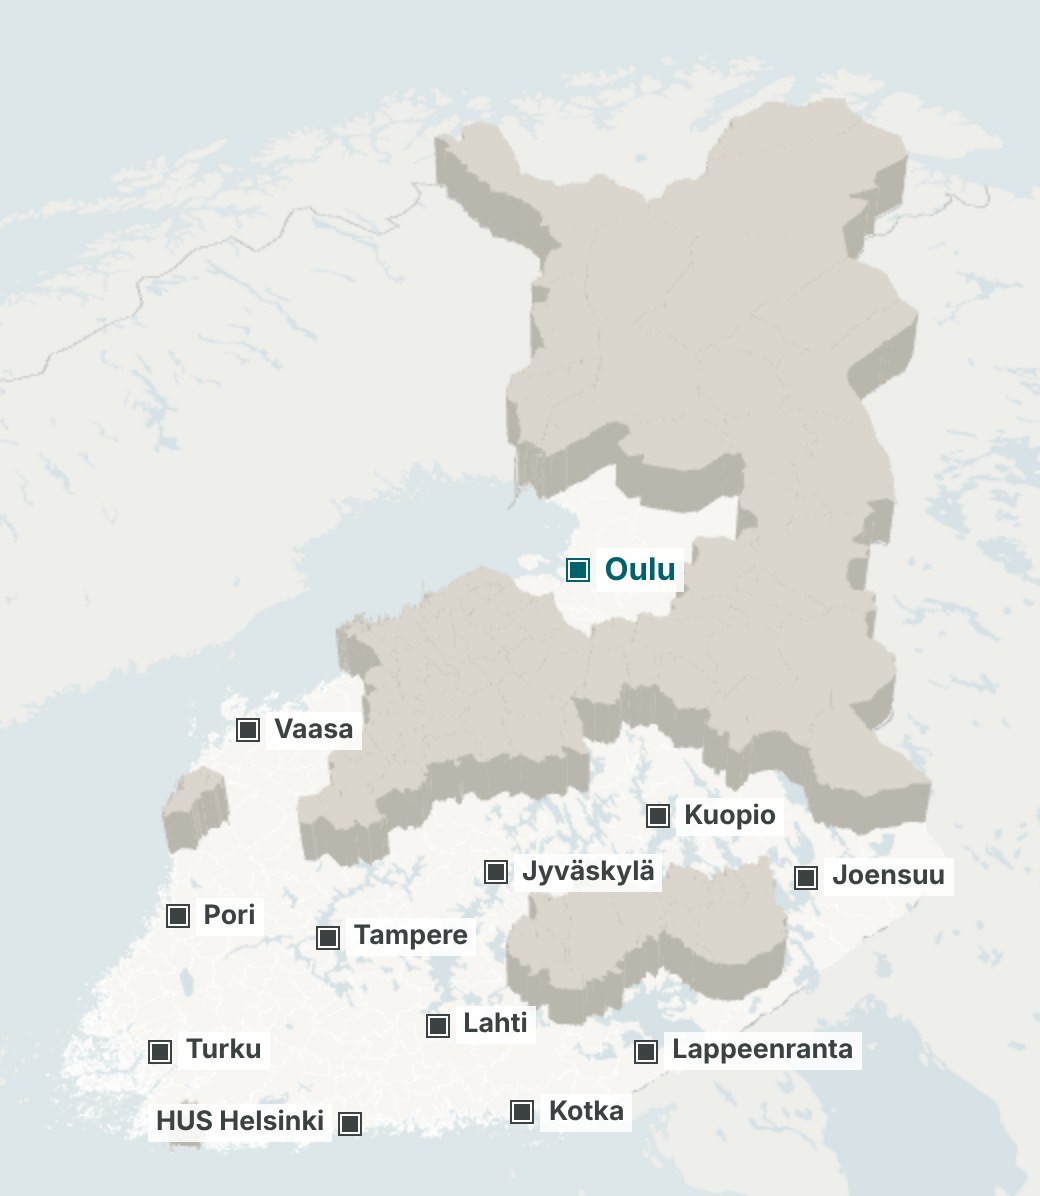 Oulu
Vaasa
Kuopio
Jyväskylä
Joensuu
Pori
Tampere
Lahti
Turku
Lappeenranta
HUS Helsinki
Kotka